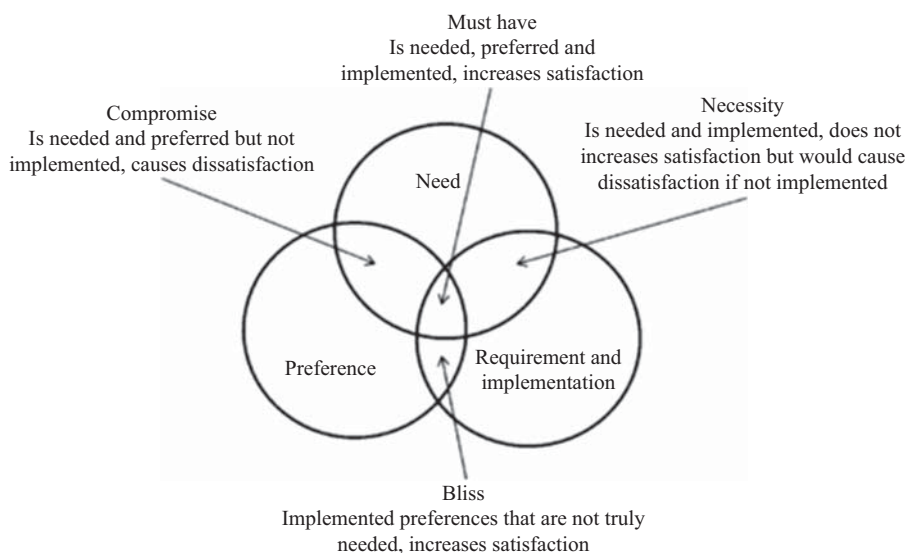 Must have
Is needed, preferred and
implemented, increases satisfaction
Compromise
Is needed and preferred but not
implemented, causes dissatisfaction
Necessity
Is needed and implemented, does not
increases satisfaction but would cause
dissatisfaction if not implemented
Need
Preference
Requirement and
implementation
Bliss
Implemented preferences that are not truly
needed, increases satisfaction